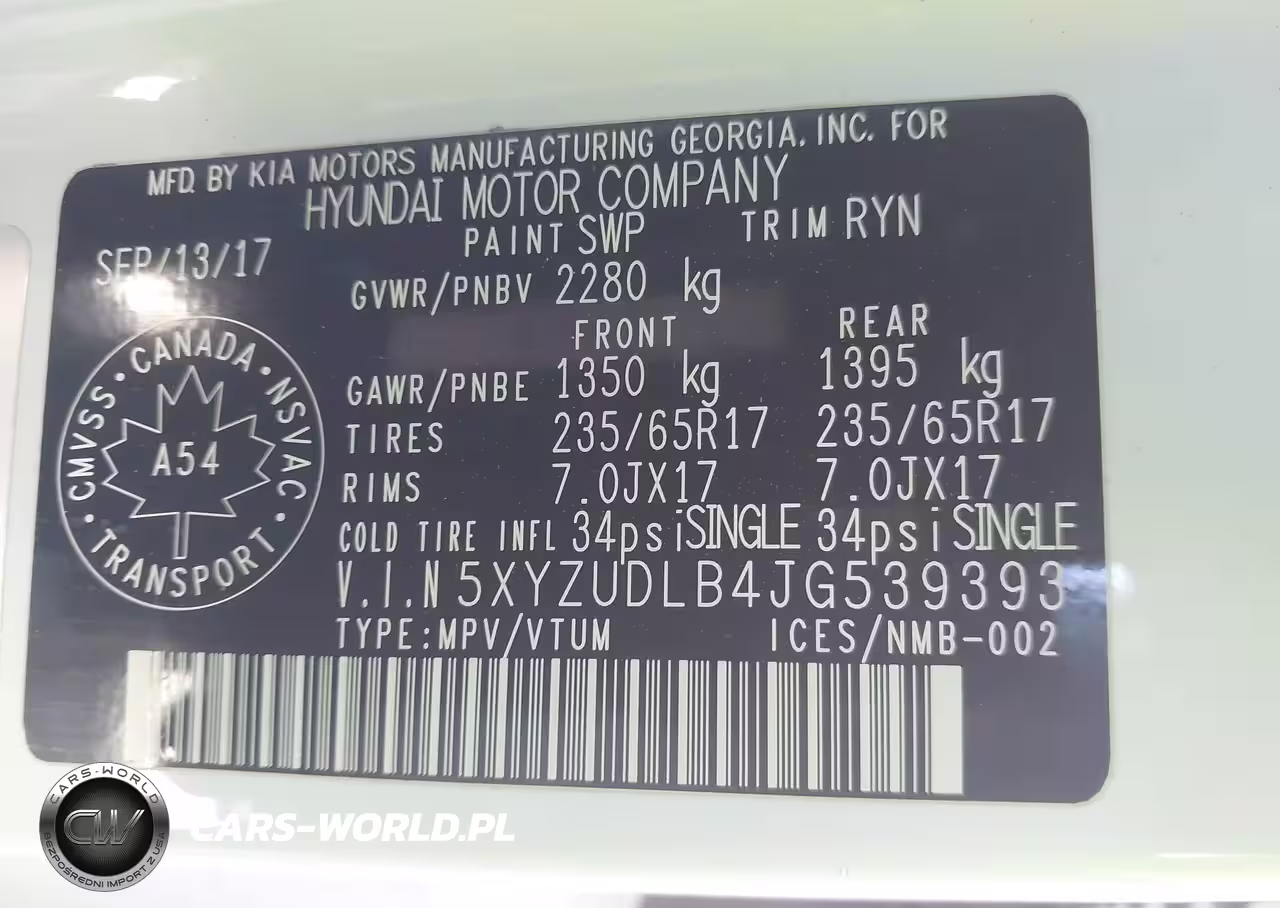 MFD. BY KIA MOTORS MANUFACTURING GEORGIA, INC. FOR
HYUNDAI MOTOR COMPANY
SEP/13/17
PAINT SWP TRIM RYN
GVWR/PNBV 2280 kg
FRONT REAR
GAWR/PNBE 1350 kg 1395 kg
TIRES 235/65R17 235/65R17
RIMS 7.0JX17 7.0JX17
COLD TIRE INFL 34psi SINGLE 34psi SINGLE
V.I.N 5XYZUDLB4JG539393
TYPE:MPV/VTUM ICES/NMB-002
CMVSS • CANADA • NSVAC • TRANSPORT •
A54
CARS-WORLD
CW
BEZPOŚREDNI IMPORT Z USA
CARS-WORLD.PL